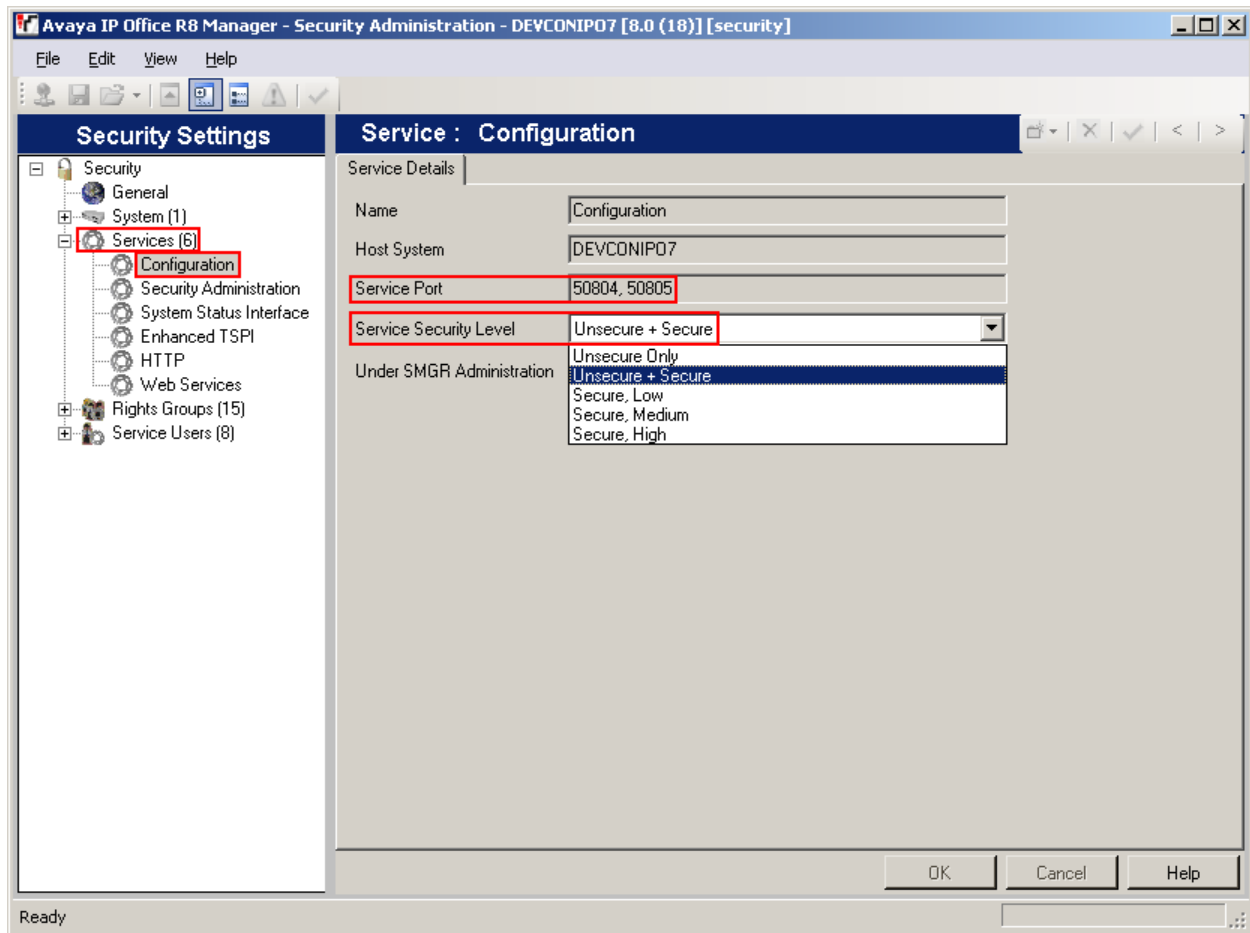 Avaya IP Office R8 Manager - Security Administration - DEVCONIPO7 [8.0 (18)] [security]
File Edit View Help
Security Settings
Security
General
System (1)
Services (6)
Configuration
Security Administration
System Status Interface
Enhanced TSPI
HTTP
Web Services
Rights Groups (15)
Service Users (8)
Service : Configuration
Service Details
Name Configuration
Host System DEVCONIPO7
Service Port 50804, 50805
Service Security Level Unsecure + Secure
Under SMGR Administration
Unsecure Only
Unsecure + Secure
Secure, Low
Secure, Medium
Secure, High
OK Cancel Help
Ready